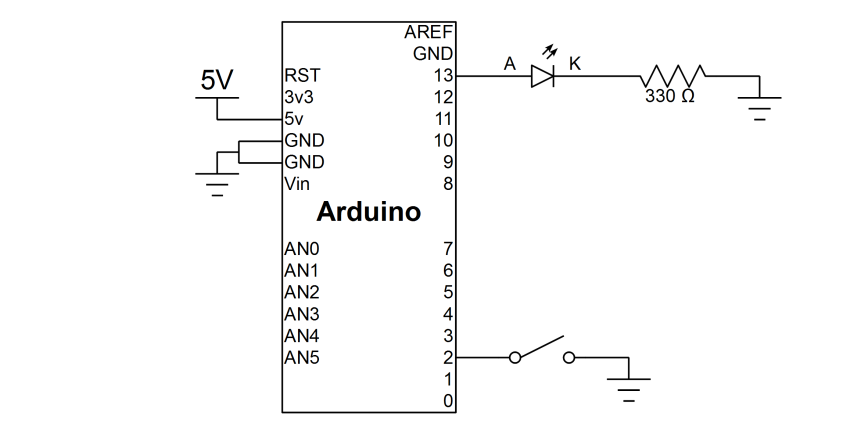 AREF
GND
5V
RST
13
A
K
3v3
12
330 Ω
5v
11
GND
10
GND
9
Vin
8
Arduino
AN0
7
AN1
6
AN2
5
AN3
4
AN4
3
AN5
2
1
0